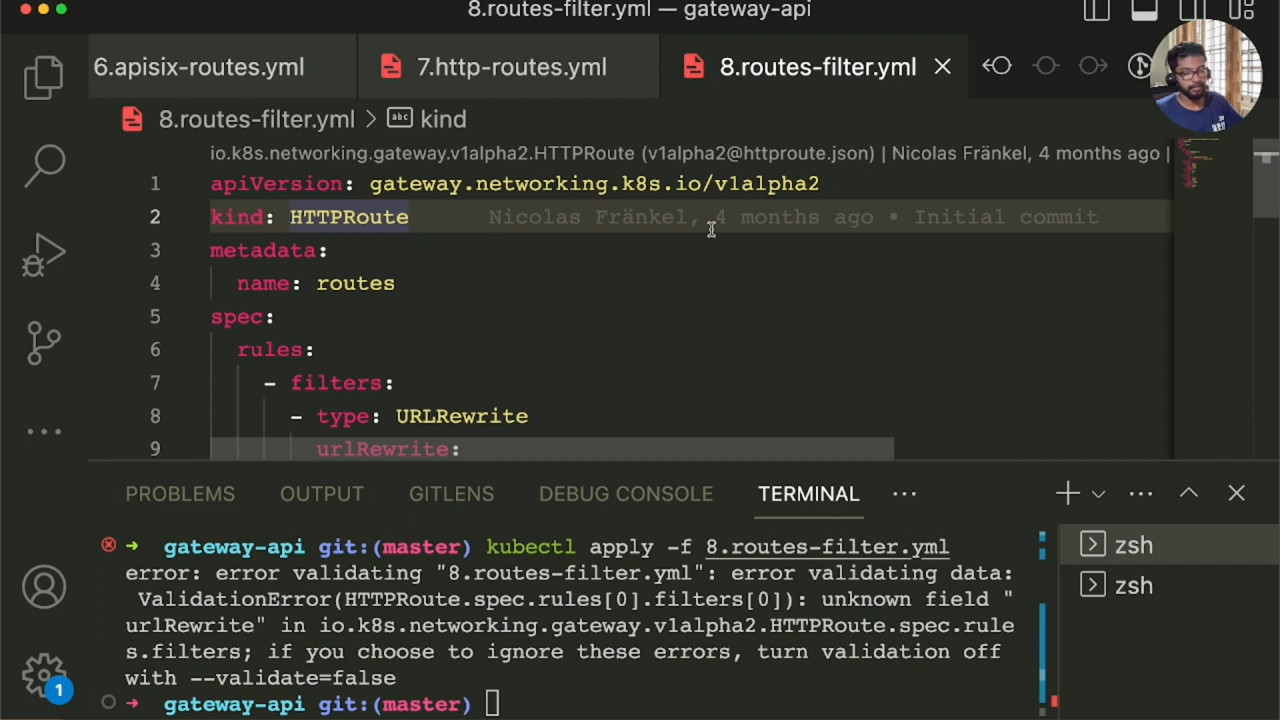 8.routes-filter.yml — gateway-api
6.apisix-routes.yml
7.http-routes.yml
8.routes-filter.yml
8.routes-filter.yml > kind
io.k8s.networking.gateway.v1alpha2.HTTPRoute (v1alpha2@httproute.json) | Nicolas Fränkel, 4 months ago |
1 apiVersion: gateway.networking.k8s.io/v1alpha2
2 kind: HTTPRoute Nicolas Fränkel, 4 months ago • Initial commit
3 metadata:
4 name: routes
5 spec:
6 rules:
7 - filters:
8 - type: URLRewrite
9 urlRewrite:
PROBLEMS OUTPUT GITLENS DEBUG CONSOLE TERMINAL
➜ gateway-api git:(master) kubectl apply -f 8.routes-filter.yml
error: error validating "8.routes-filter.yml": error validating data:
ValidationError(HTTPRoute.spec.rules[0].filters[0]): unknown field "
urlRewrite" in io.k8s.networking.gateway.v1alpha2.HTTPRoute.spec.rule
s.filters; if you choose to ignore these errors, turn validation off
with --validate=false
➜ gateway-api git:(master)
zsh
zsh
1